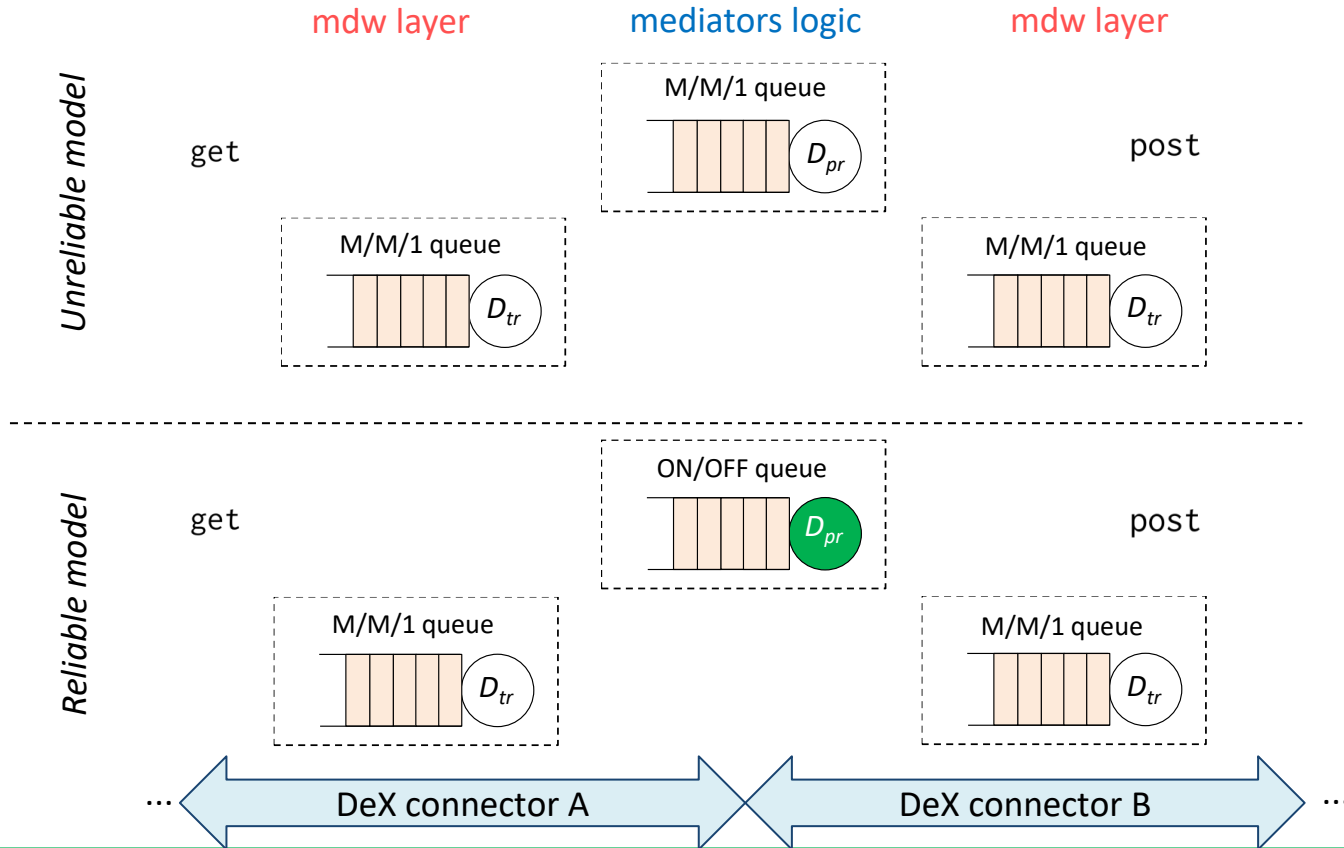 mdw layer
mediators logic
mdw layer
Unreliable model
M/M/1 queue
D_pr
get
post
M/M/1 queue
D_tr
M/M/1 queue
D_tr
Reliable model
ON/OFF queue
D_pr
get
post
M/M/1 queue
D_tr
M/M/1 queue
D_tr
... DeX connector A
DeX connector B ...